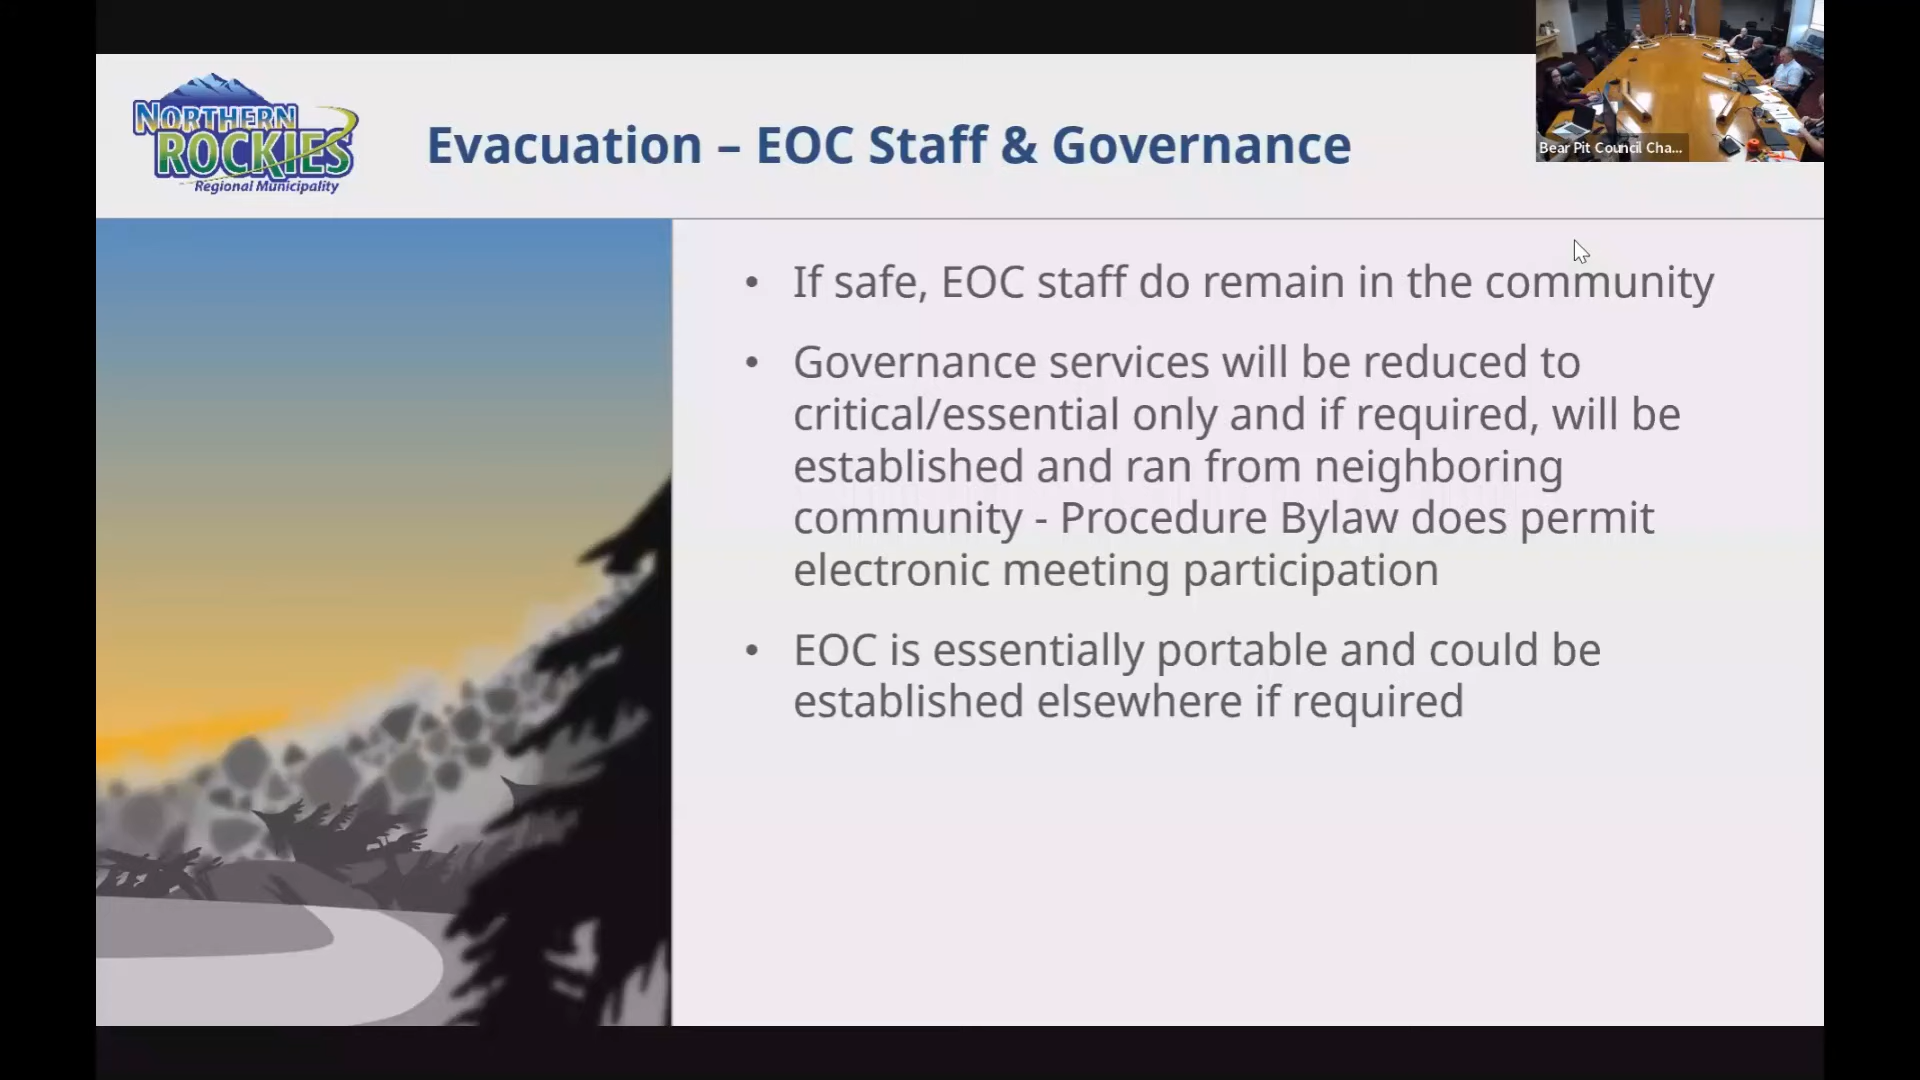 NORTHERN
ROCKIES
Regional Municipality
Evacuation – EOC Staff & Governance
Bear Pit Council Cha...
• If safe, EOC staff do remain in the community
• Governance services will be reduced to
critical/essential only and if required, will be
established and ran from neighboring
community - Procedure Bylaw does permit
electronic meeting participation
• EOC is essentially portable and could be
established elsewhere if required